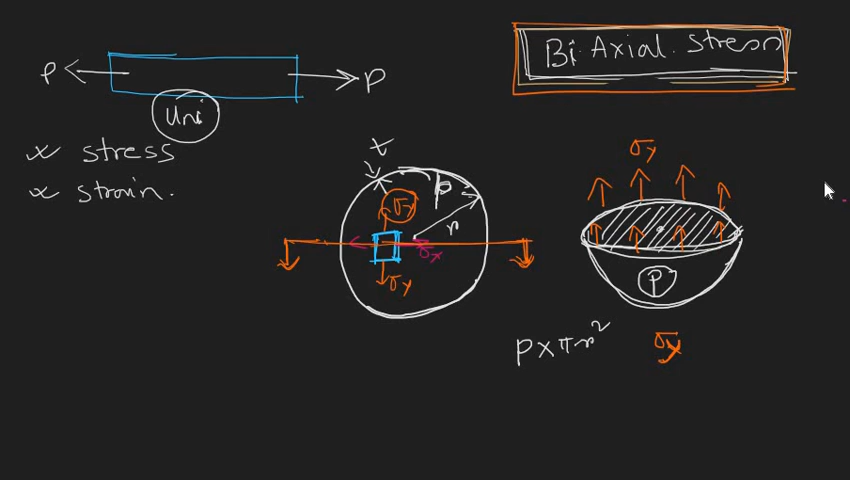 Bi-Axial Stress
P P
Uni
x stress
x strain.
t
p
r
σy
σx
σy
σy
P
P x πr²
σy